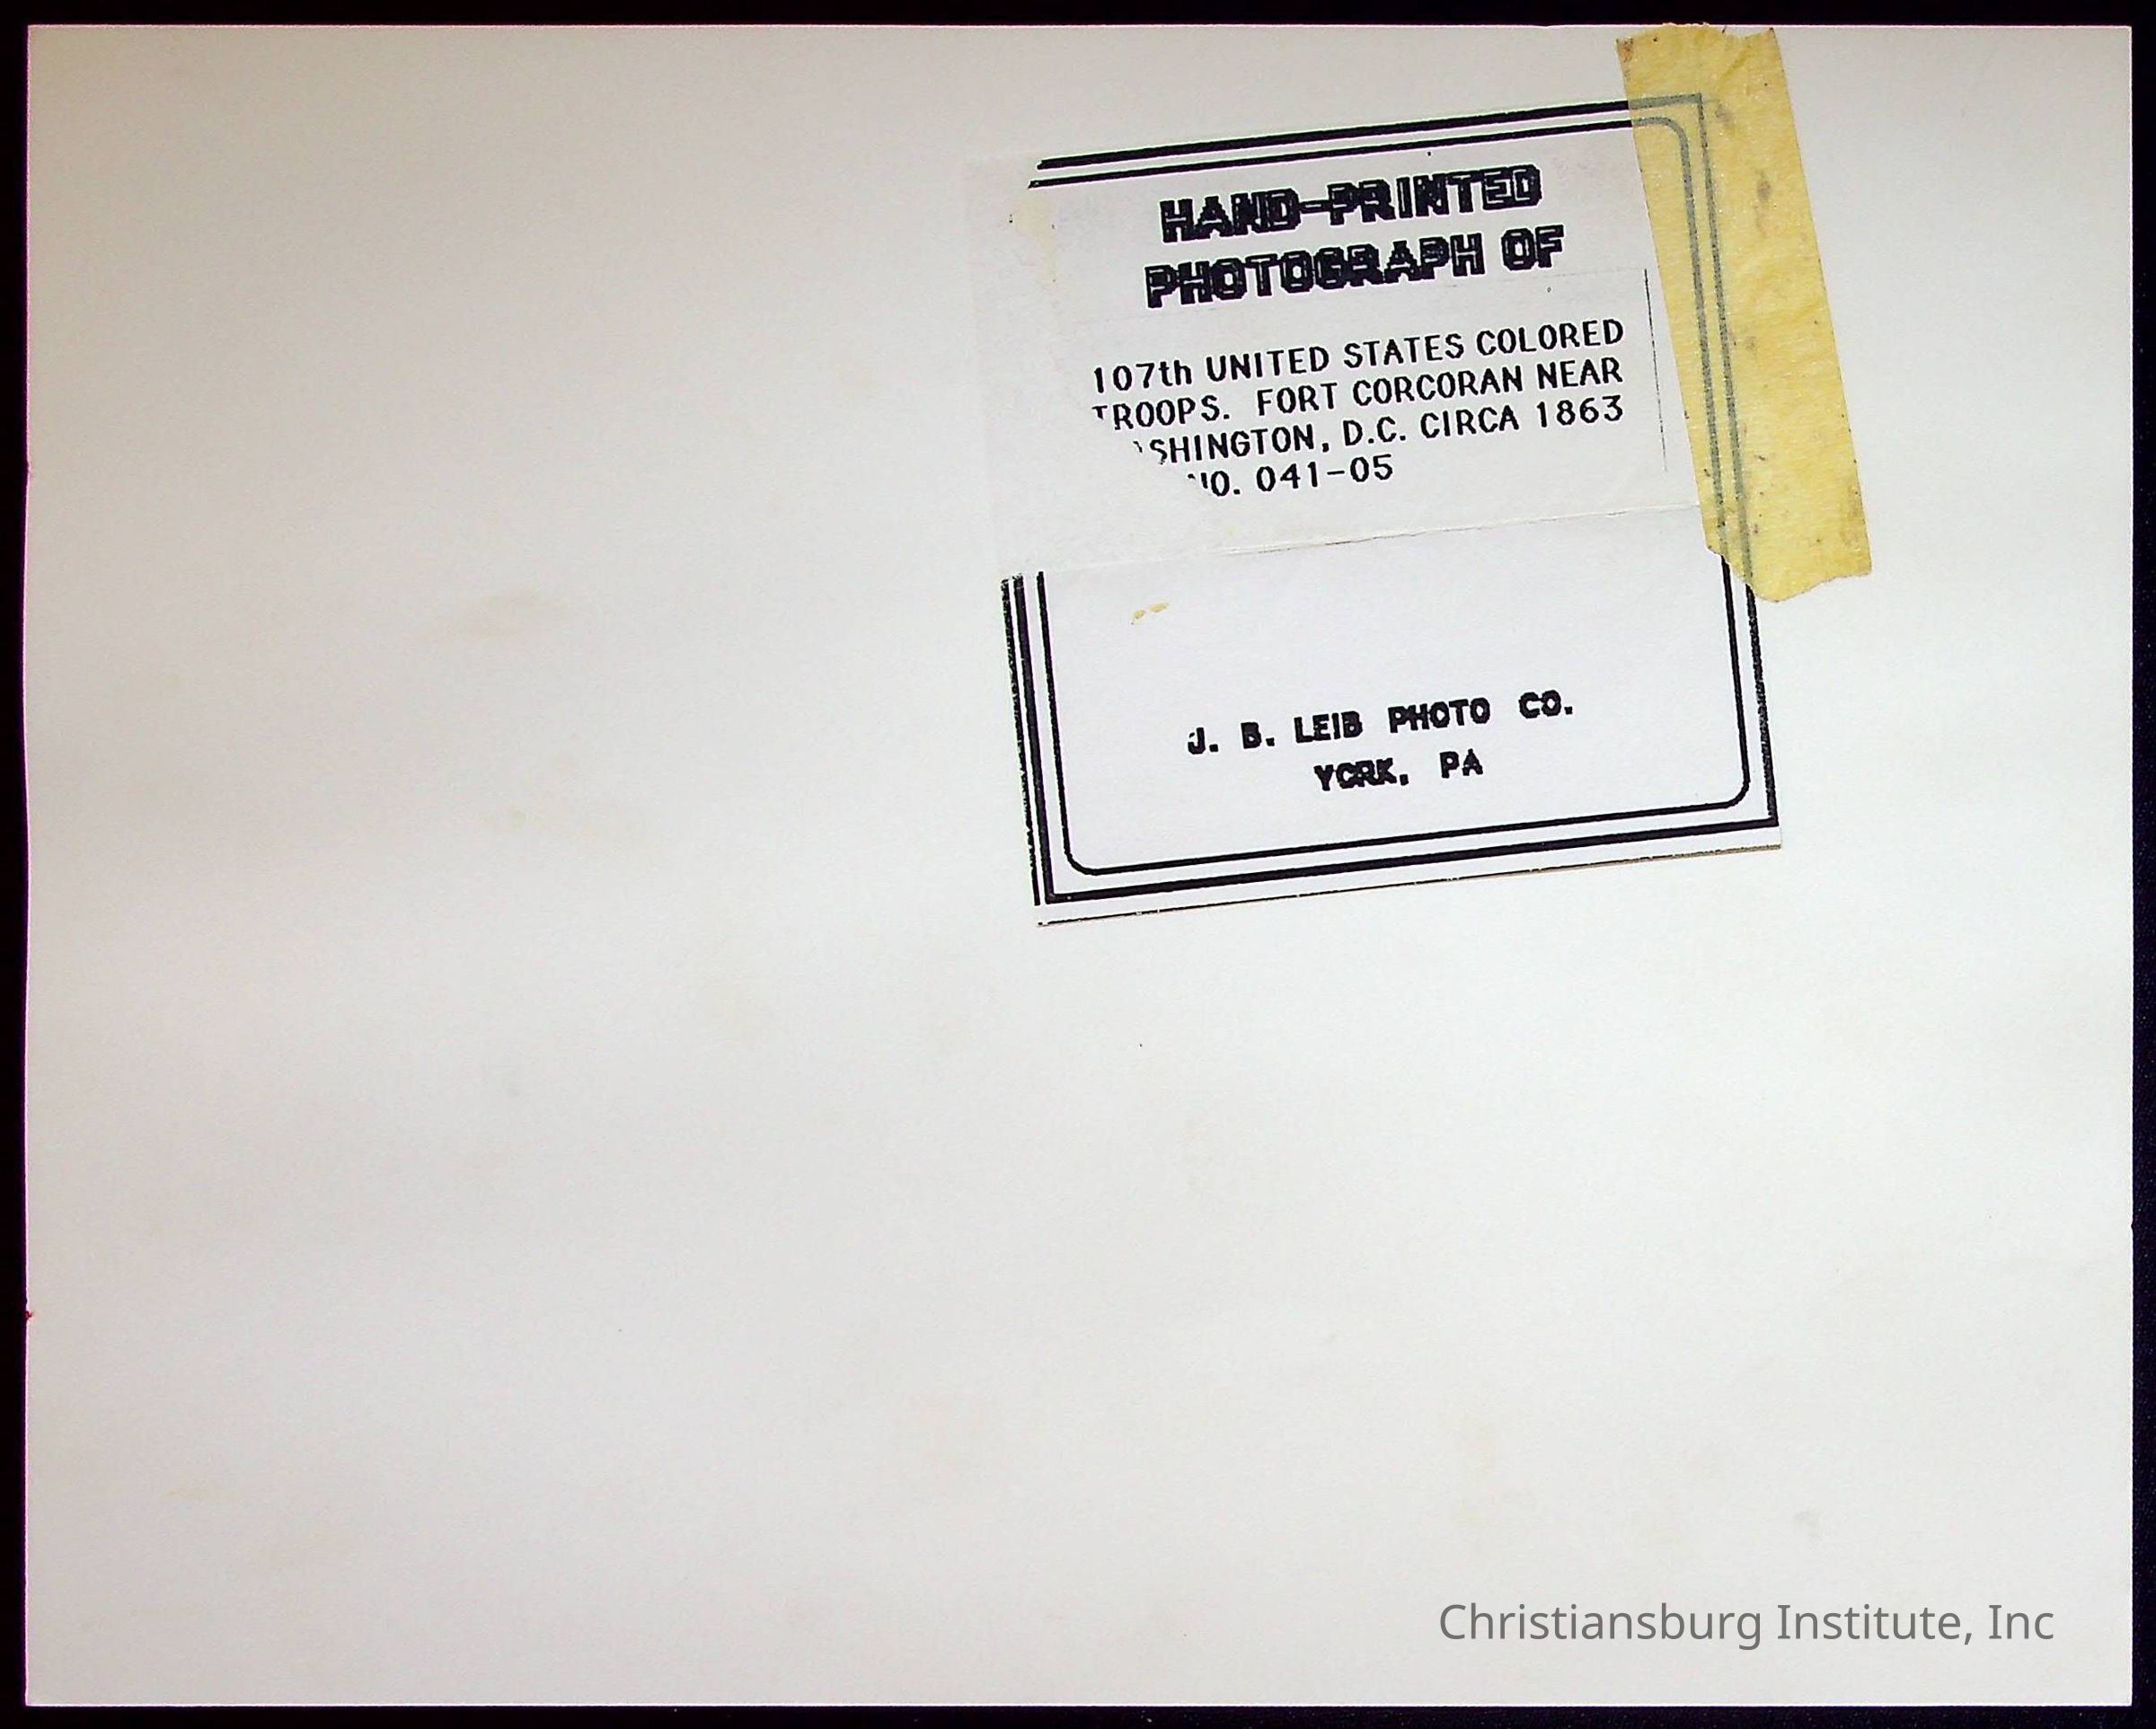 HAND-PRINTED
PHOTOGRAPH OF
107th UNITED STATES COLORED
TROOPS. FORT CORCORAN NEAR
SHINGTON, D.C. CIRCA 1863
NO. 041-05
J. B. LEIB PHOTO CO.
YORK, PA
Christiansburg Institute, Inc